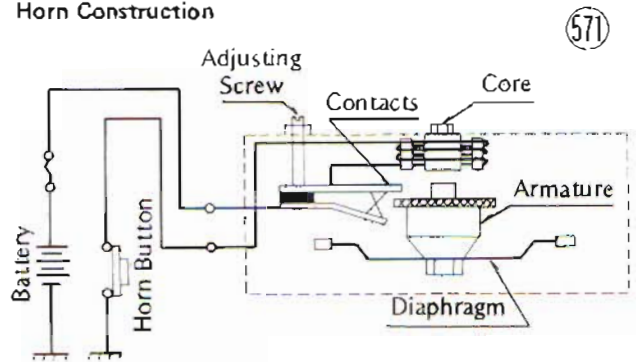 Horn Construction
571
Adjusting
Screw
Contacts
Core
Armature
Battery
Horn Button
Diaphragm